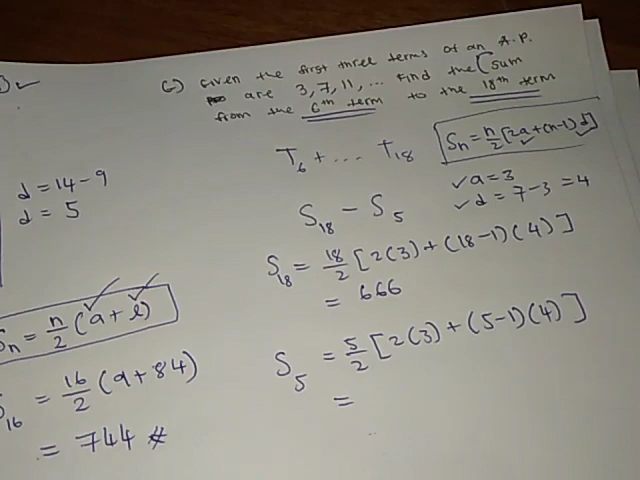 d = 14 - 9
d = 5
Sn = n/2 (a + l)
S16 = 16/2 (9 + 84)
= 744 #
c) Given the first three terms of an A.P.
are 3, 7, 11, ... Find the sum
from the 6th term to the 18th term
T6 + ... T18
Sn = n/2 [2a + (n-1) d]
✓ a = 3
✓ d = 7 - 3 = 4
S18 - S5
S18 = 18/2 [2(3) + (18-1)(4)]
= 666
S5 = 5/2 [2(3) + (5-1)(4)]
=